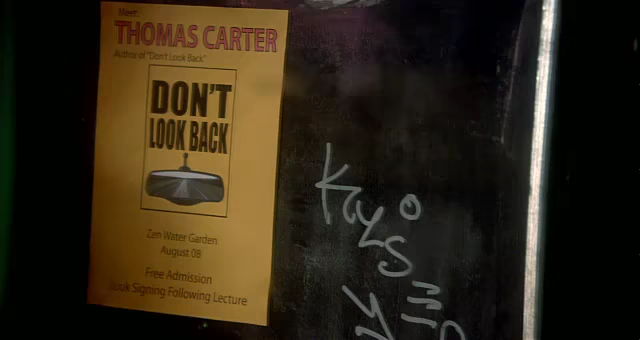 Meet:
THOMAS CARTER
Author of "Don't Look Back"
DON'T
LOOK BACK
Zen Water Garden
August 08
Free Admission
Book Signing Following Lecture